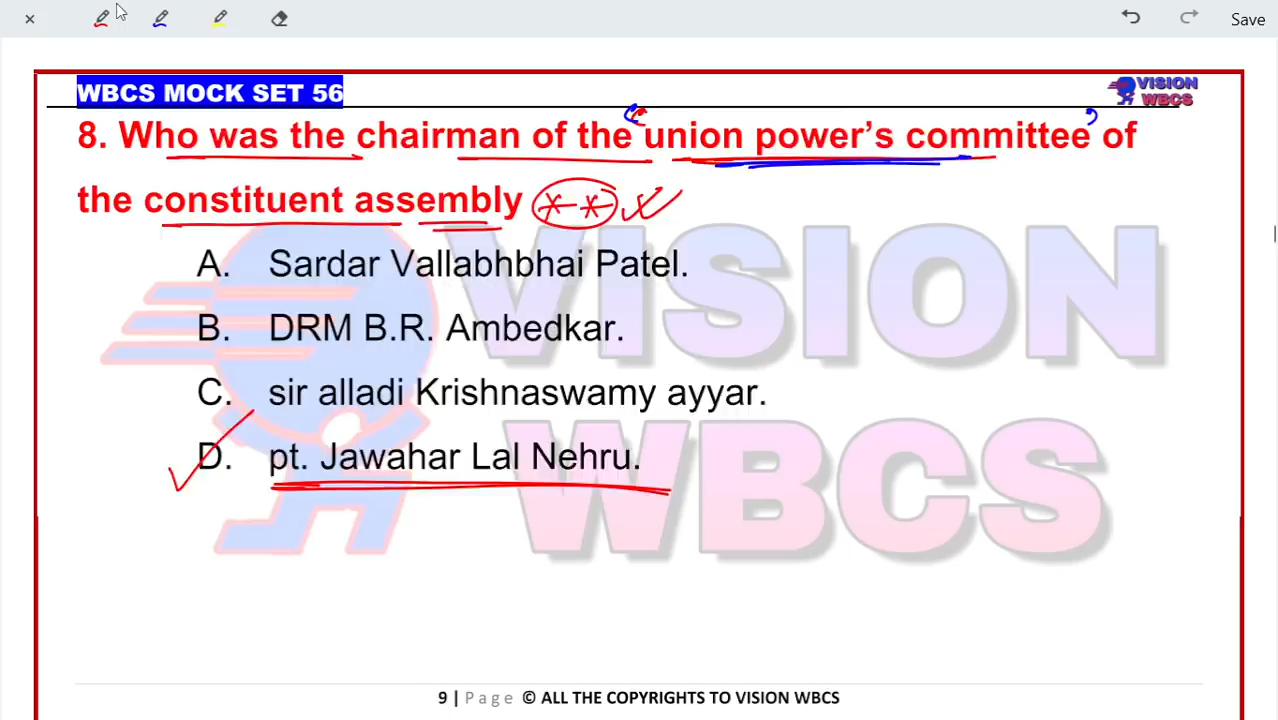 Save
WBCS MOCK SET 56
VISION
WBCS
8. Who was the chairman of the union power's committee of
the constituent assembly
A. Sardar Vallabhbhai Patel.
B. DRM B.R. Ambedkar.
C. sir alladi Krishnaswamy ayyar.
D. pt. Jawahar Lal Nehru.
VISION
WBCS
9 | Page © ALL THE COPYRIGHTS TO VISION WBCS